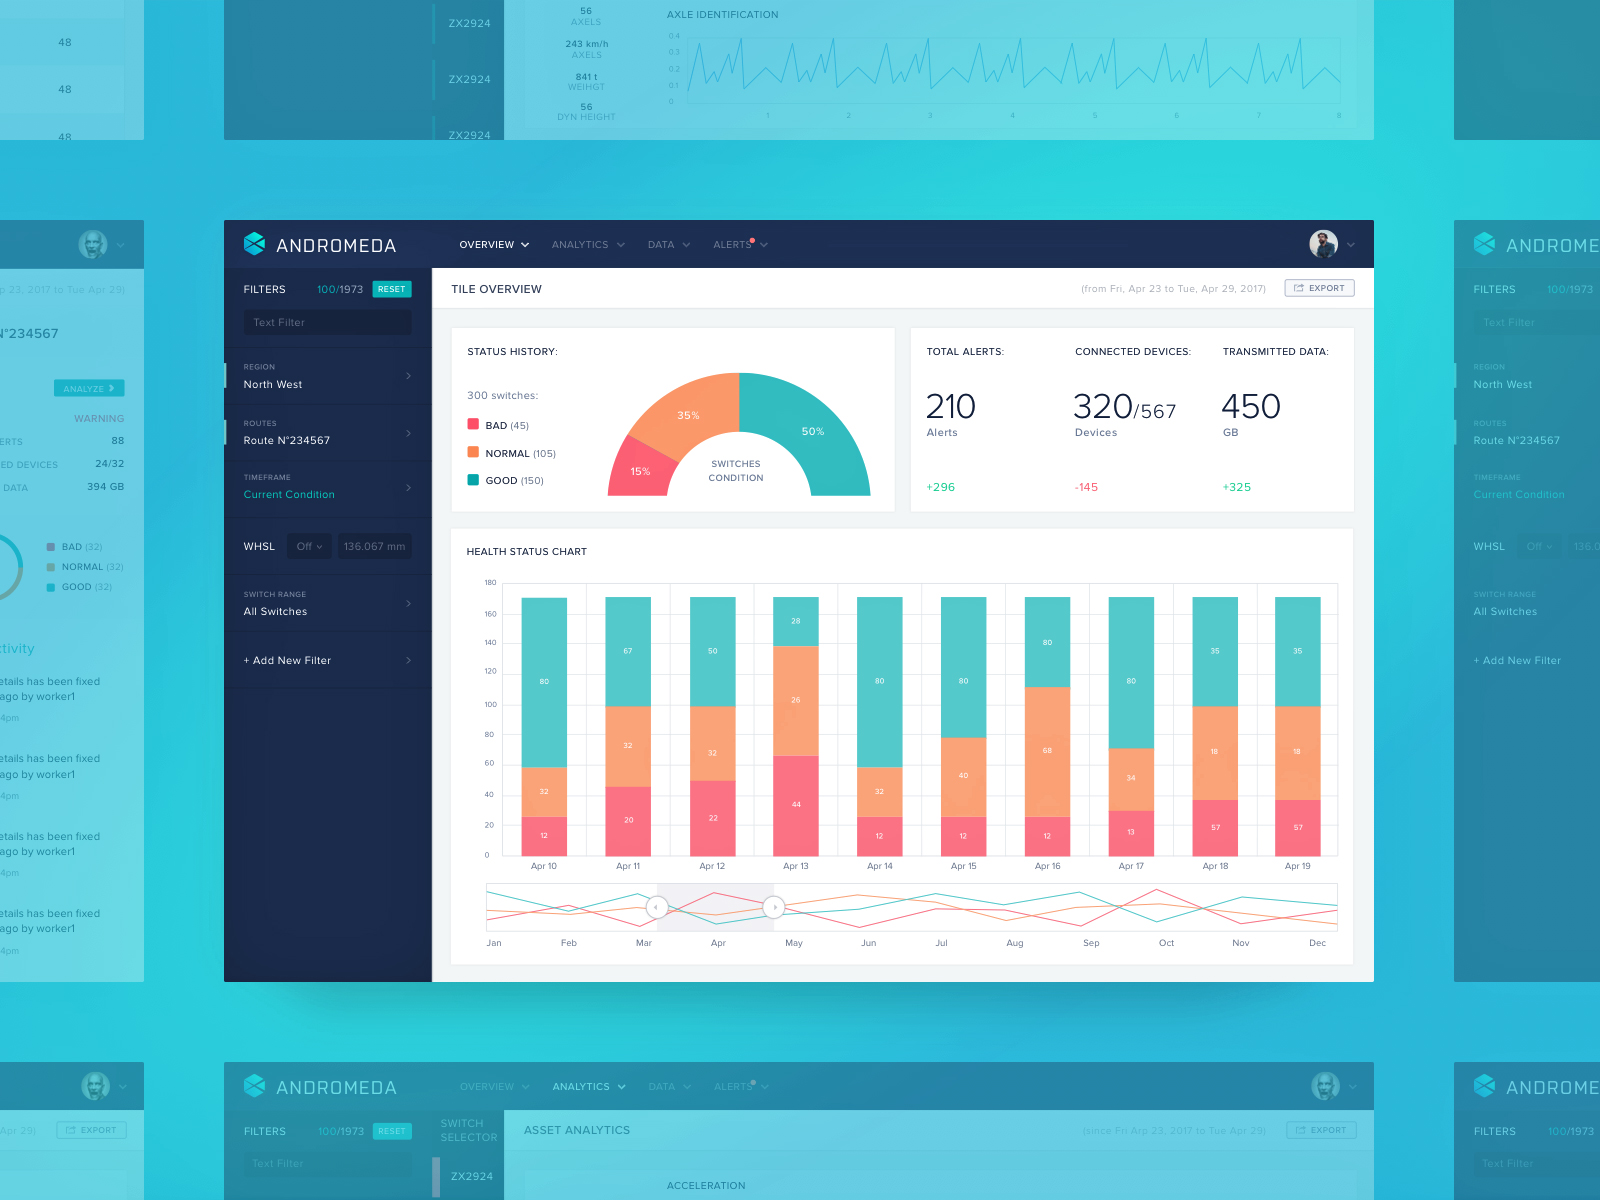 48
48
48
ZX2924
ZX2924
ZX2924
56
AXELS
243 km/h
AXELS
841 t
WEIHGT
56
DYN HEIGHT
AXLE IDENTIFICATION
0.4
0.3
0.2
0.1
0
1 2 3 4 5 6 7 8
p 23, 2017 to Tue Apr 29)
N°234567
ANALYZE
WARNING
ERTS 88
ED DEVICES 24/32
DATA 394 GB
BAD (32)
NORMAL (32)
GOOD (32)
tivity
etails has been fixed
ago by worker1
4pm
etails has been fixed
ago by worker1
4pm
etails has been fixed
ago by worker1
4pm
etails has been fixed
ago by worker1
4pm
ANDROMEDA OVERVIEW ANALYTICS DATA ALERTS
FILTERS 100/1973 RESET
Text Filter
REGION
North West
ROUTES
Route N°234567
TIMEFRAME
Current Condition
WHSL Off 136.067 mm
SWITCH RANGE
All Switches
+ Add New Filter
TILE OVERVIEW (from Fri, Apr 23 to Tue, Apr 29, 2017) EXPORT
STATUS HISTORY:
300 switches:
BAD (45)
NORMAL (105)
GOOD (150)
15%
35%
50%
SWITCHES
CONDITION
TOTAL ALERTS: CONNECTED DEVICES: TRANSMITTED DATA:
210 320/567 450
Alerts Devices GB
+296 -145 +325
HEALTH STATUS CHART
180
160
140
120
100
80
60
40
20
0
80 32 12
67 32 20
50 32 22
28 26 44
80 32 12
80 40 12
80 68 12
80 34 13
35 18 57
35 18 57
Apr 10 Apr 11 Apr 12 Apr 13 Apr 14 Apr 15 Apr 16 Apr 17 Apr 18 Apr 19
Jan Feb Mar Apr May Jun Jul Aug Sep Oct Nov Dec
ANDROME
FILTERS 100/1973
Text Filter
REGION
North West
ROUTES
Route N°234567
TIMEFRAME
Current Condition
WHSL Off 136.0
SWITCH RANGE
All Switches
+ Add New Filter
Apr 29) EXPORT
ANDROMEDA OVERVIEW ANALYTICS DATA ALERTS
FILTERS 100/1973 RESET
Text Filter
SWITCH
SELECTOR
ZX2924
ASSET ANALYTICS (since Fri Arp 23, 2017 to Tue Apr 29) EXPORT
ACCELERATION
ANDROME
FILTERS 100/1973
Text Filter